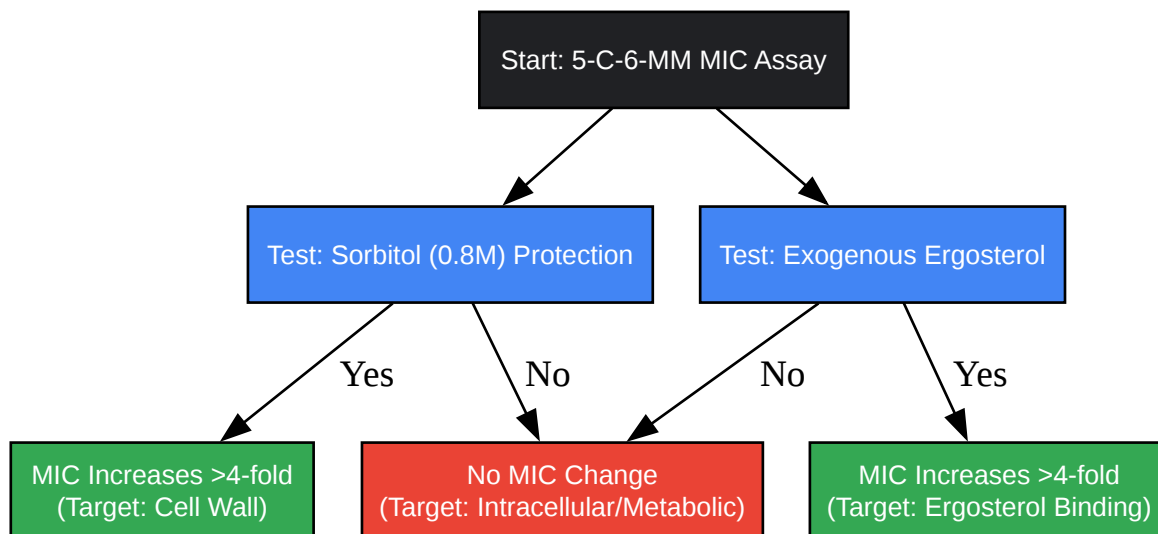 Start: 5-C-6-MM MIC Assay
Test: Sorbitol (0.8M) Protection
Test: Exogenous Ergosterol
Yes
No
No
Yes
MIC Increases >4-fold
(Target: Cell Wall)
No MIC Change
(Target: Intracellular/Metabolic)
MIC Increases >4-fold
(Target: Ergosterol Binding)